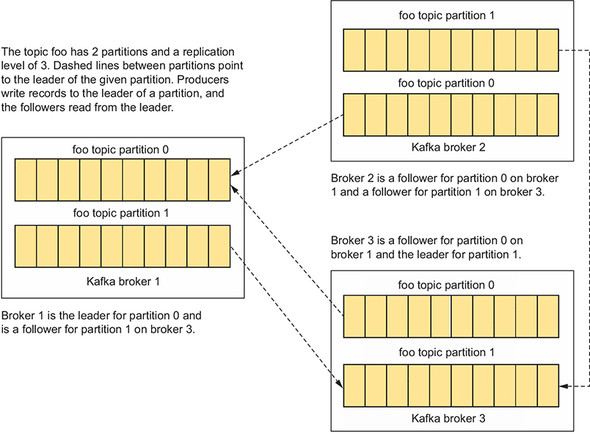 The topic foo has 2 partitions and a replication
level of 3. Dashed lines between partitions point
to the leader of the given partition. Producers
write records to the leader of a partition, and
the followers read from the leader.
foo topic partition 0
foo topic partition 1
Kafka broker 1
Broker 1 is the leader for partition 0 and
is a follower for partition 1 on broker 3.
foo topic partition 1
foo topic partition 0
Kafka broker 2
Broker 2 is a follower for partition 0 on broker
1 and a follower for partition 1 on broker 3.
Broker 3 is a follower for partition 0 on
broker 1 and the leader for partition 1.
foo topic partition 0
foo topic partition 1
Kafka broker 3